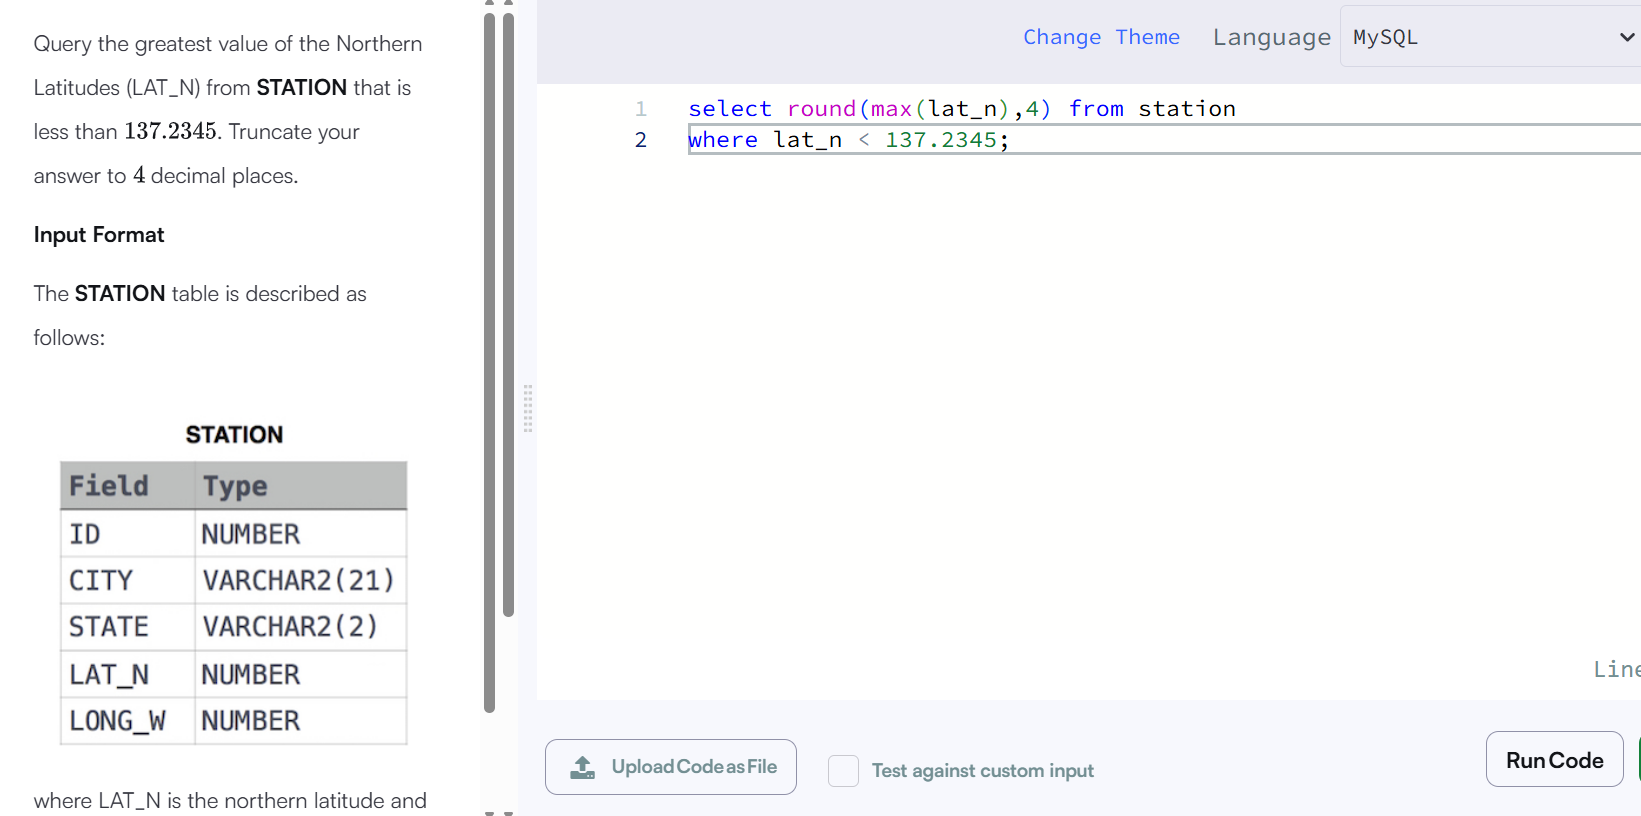 Query the greatest value of the Northern
Latitudes (LAT_N) from STATION that is
less than 137.2345. Truncate your
answer to 4 decimal places.
Input Format
The STATION table is described as
follows:
STATION
Field Type
ID NUMBER
CITY VARCHAR2(21)
STATE VARCHAR2(2)
LAT_N NUMBER
LONG_W NUMBER
where LAT_N is the northern latitude and
Change Theme Language MySQL
1 select round(max(lat_n),4) from station
2 where lat_n < 137.2345;
Line
Upload Code as File
Test against custom input
Run Code